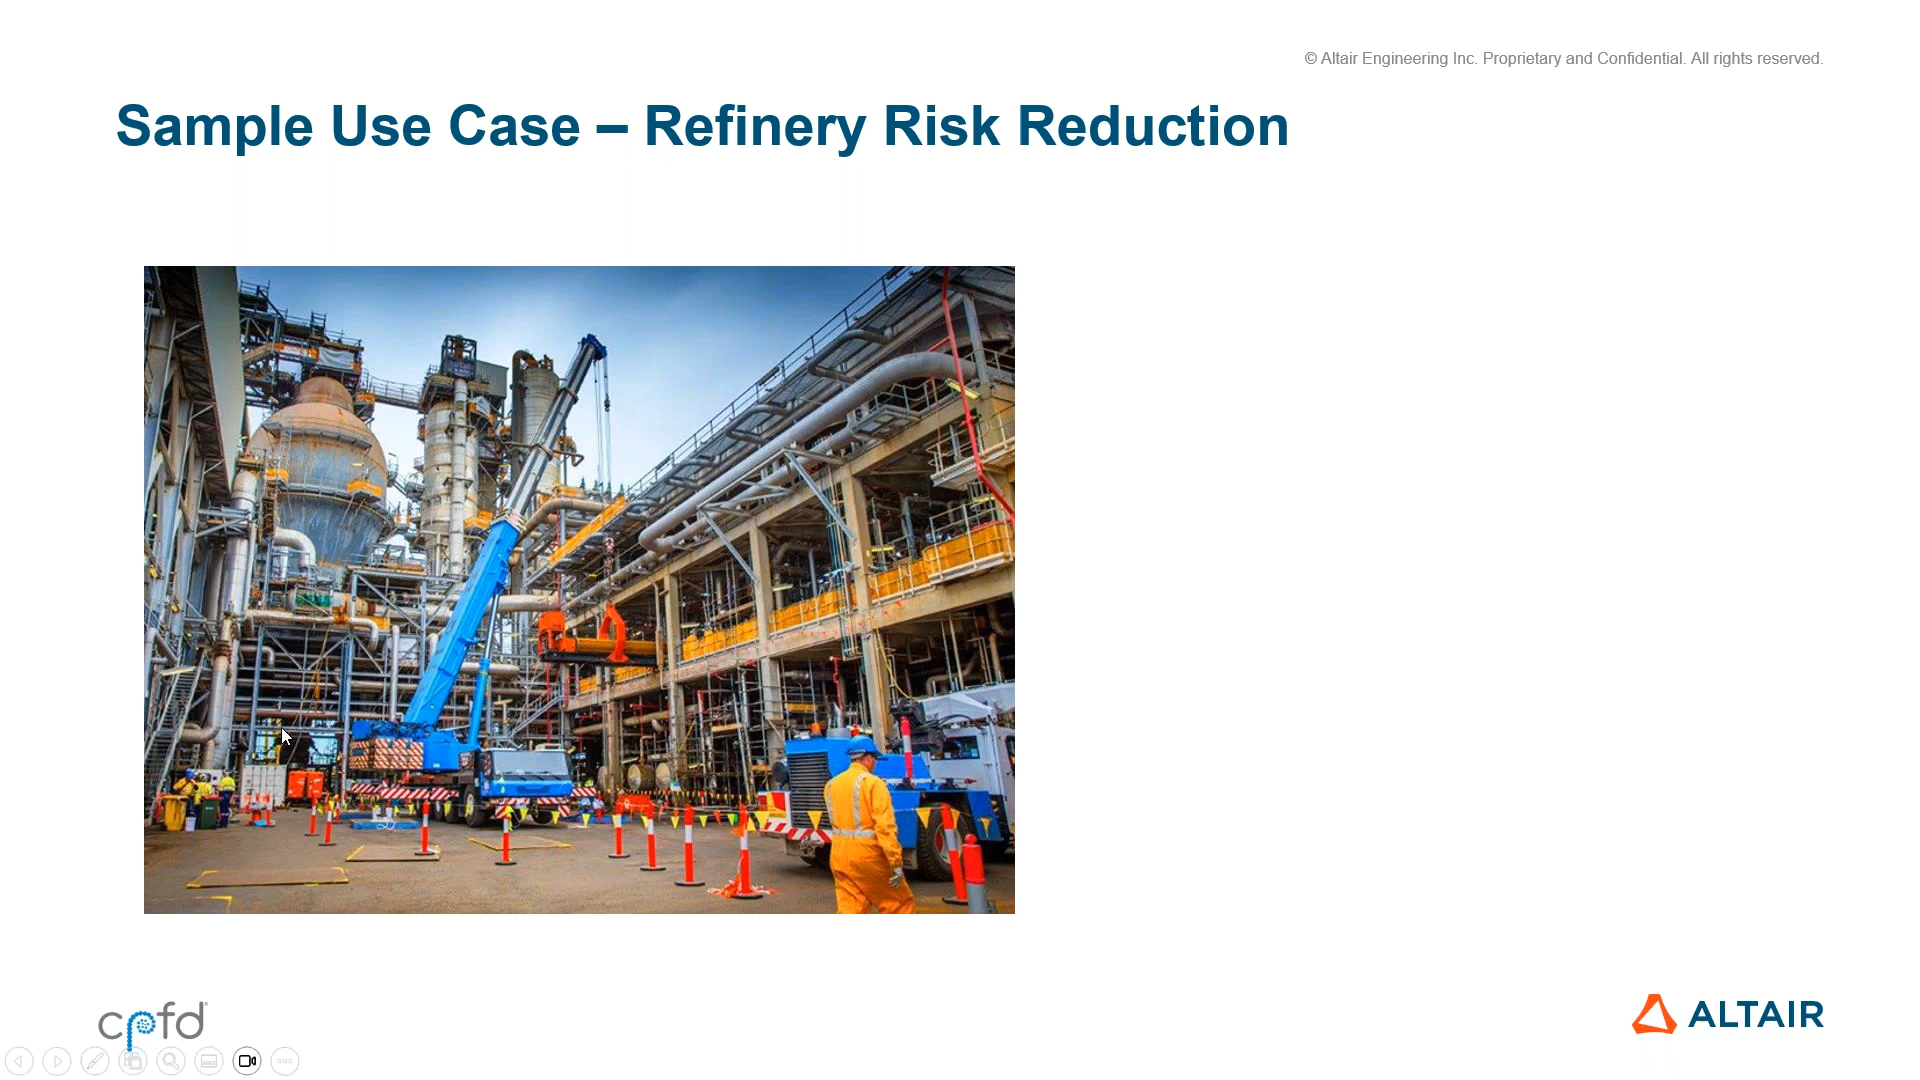 © Altair Engineering Inc. Proprietary and Confidential. All rights reserved.
Sample Use Case – Refinery Risk Reduction
cpfd
ALTAIR